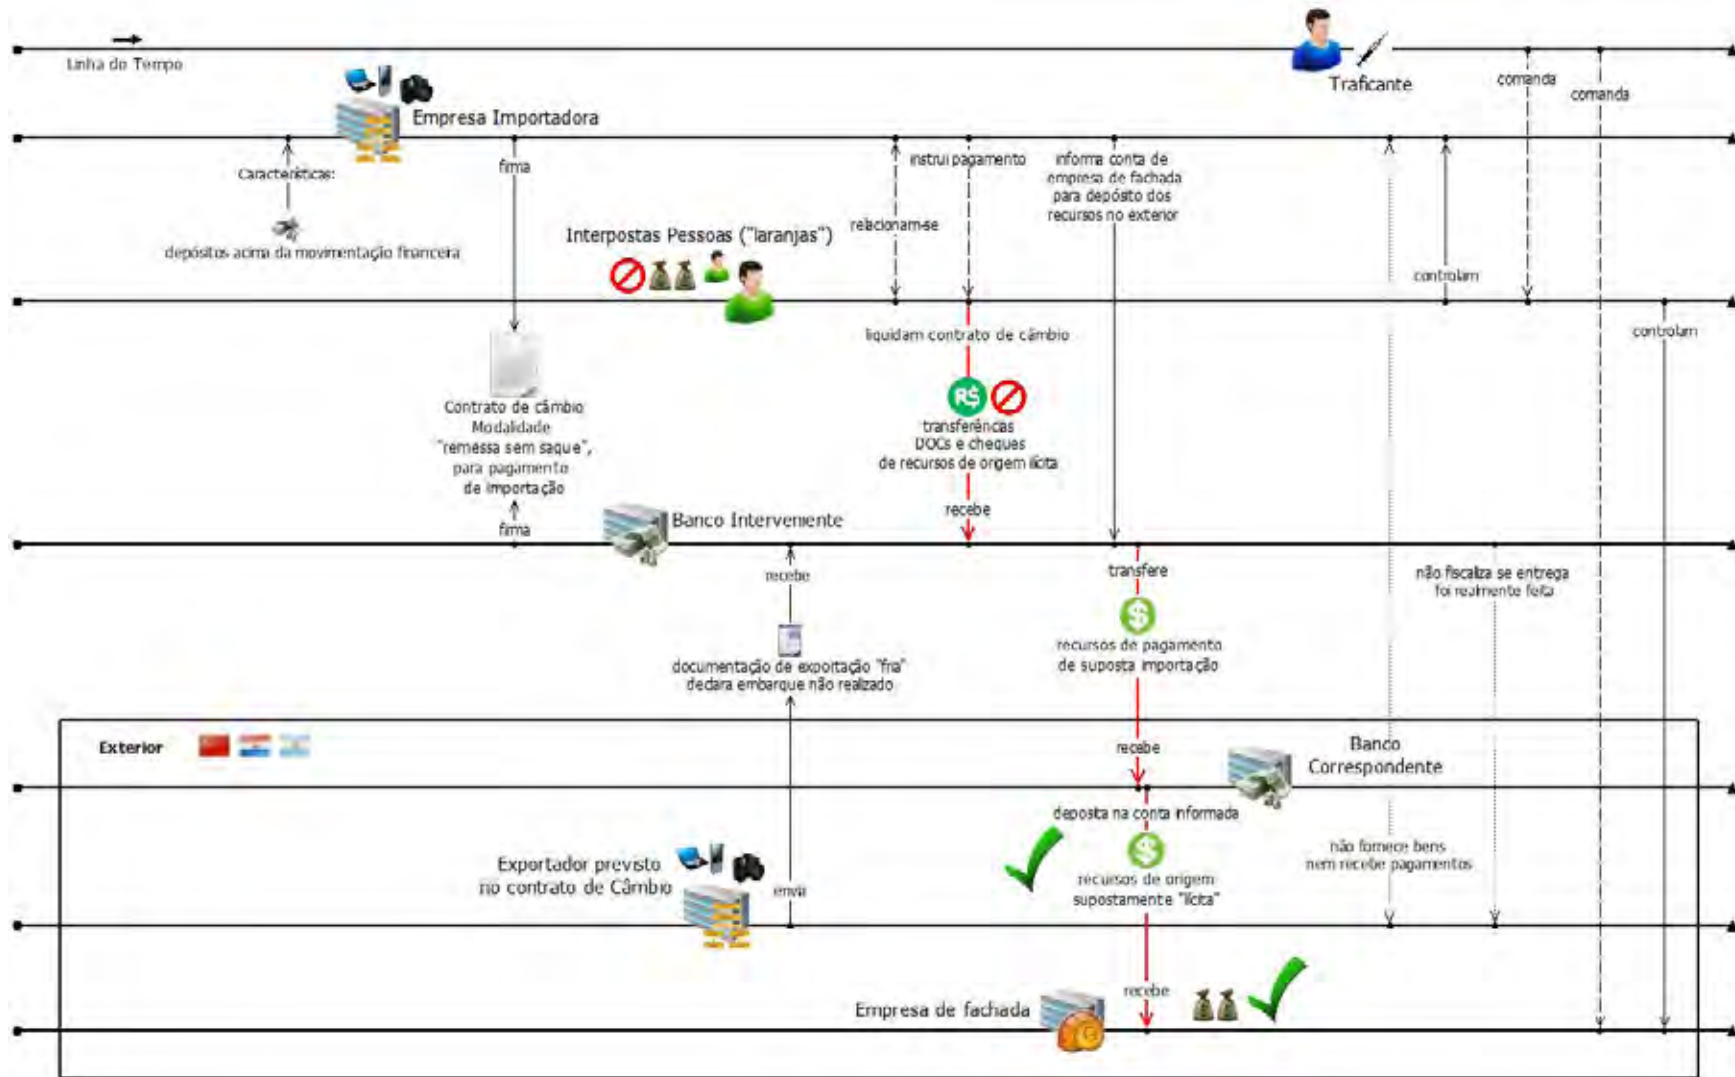 Linha do Tempo
Traficante
comanda
comanda
Empresa Importadora
Características:
depósitos acima da movimentação financeira
firma
instrui pagamento
relacionam-se
informa conta de
empresa de fachada
para depósito dos
recursos no exterior
Interpostas Pessoas ("laranjas")
controlam
controlam
liquidam contrato de câmbio
R$
transferências
DOCs e cheques
de recursos de origem ilícita
recebe
Contrato de câmbio
Modalidade
"remessa sem saque",
para pagamento
de importação
firma
Banco Interveniente
recebe
documentação de exportação "fria"
declara embarque não realizado
transfere
$
recursos de pagamento
de suposta importação
recebe
não fiscaliza se entrega
foi realmente feita
Exterior
Banco
Correspondente
deposta na conta informada
$
recursos de origem
supostamente "lícita"
não fornece bens
nem recebe pagamentos
Exportador previsto
no contrato de Câmbio
envia
recebe
Empresa de fachada